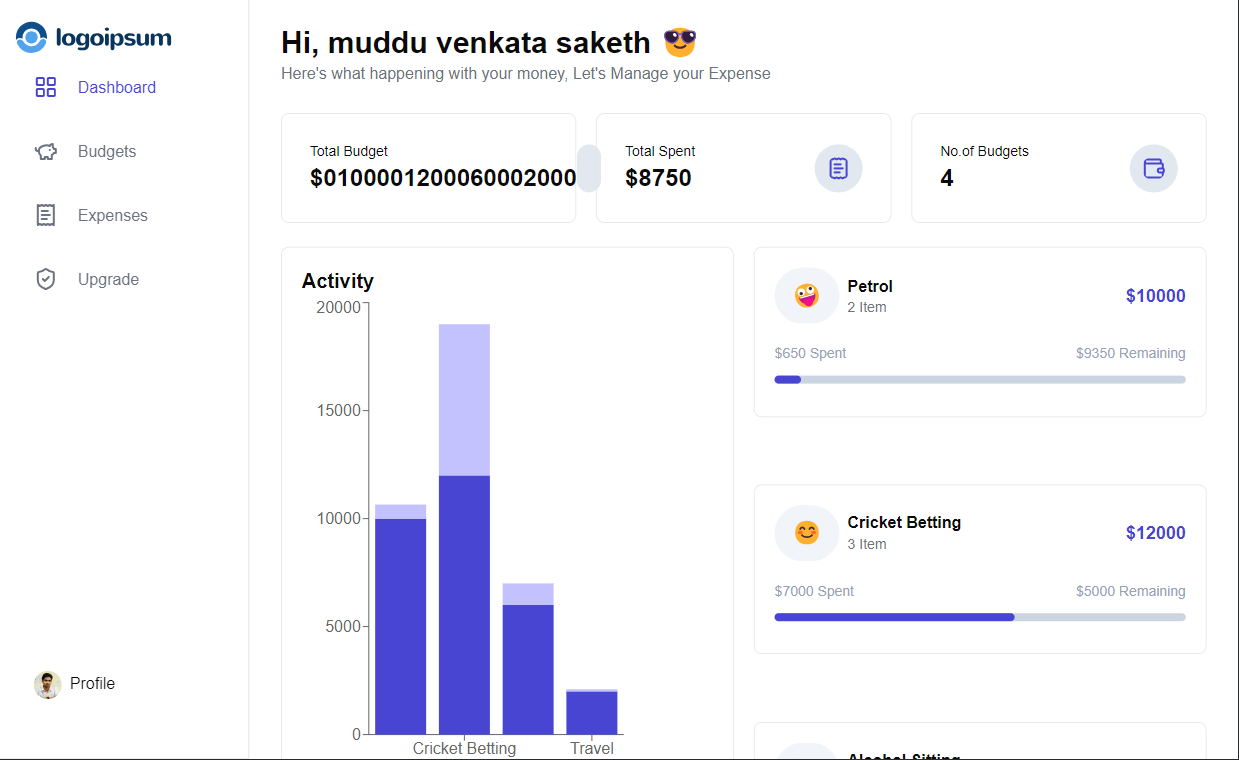 logoipsum
Dashboard
Budgets
Expenses
Upgrade
Profile
Hi, muddu venkata saketh 😎
Here's what happening with your money, Let's Manage your Expense
Total Budget
$0100001200060002000
Total Spent
$8750
No.of Budgets
4
Activity
20000
15000
10000
5000
0
Cricket Betting
Travel
Petrol
2 Item
$10000
$650 Spent
$9350 Remaining
Cricket Betting
3 Item
$12000
$7000 Spent
$5000 Remaining
Alcohol Sitting